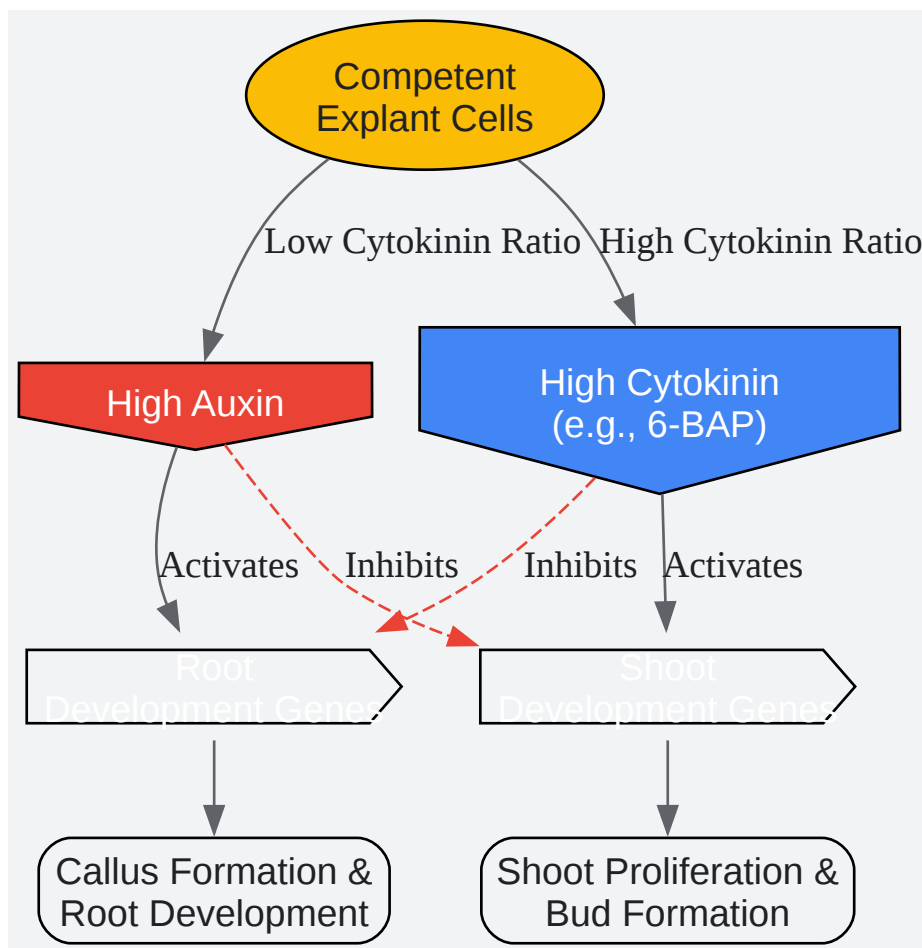 Competent
Explant Cells
Low Cytokinin Ratio
High Cytokinin Ratio
High Auxin
High Cytokinin
(e.g., 6-BAP)
Activates
Inhibits
Inhibits
Activates
Root
Development Genes
Shoot
Development Genes
Callus Formation &
Root Development
Shoot Proliferation &
Bud Formation